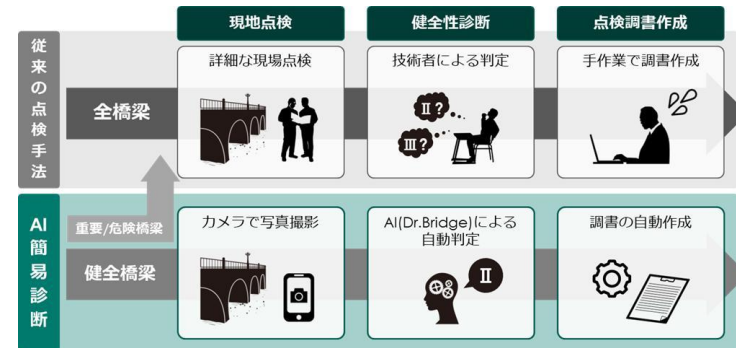 現地点検
健全性診断
点検調書作成
従来の点検手法
全橋梁
詳細な現場点検
技術者による判定
Ⅱ?
Ⅲ?
手作業で調書作成
重要/危険橋梁
AI簡易診断
健全橋梁
カメラで写真撮影
AI(Dr.Bridge)による
自動判定
Ⅱ
調書の自動作成